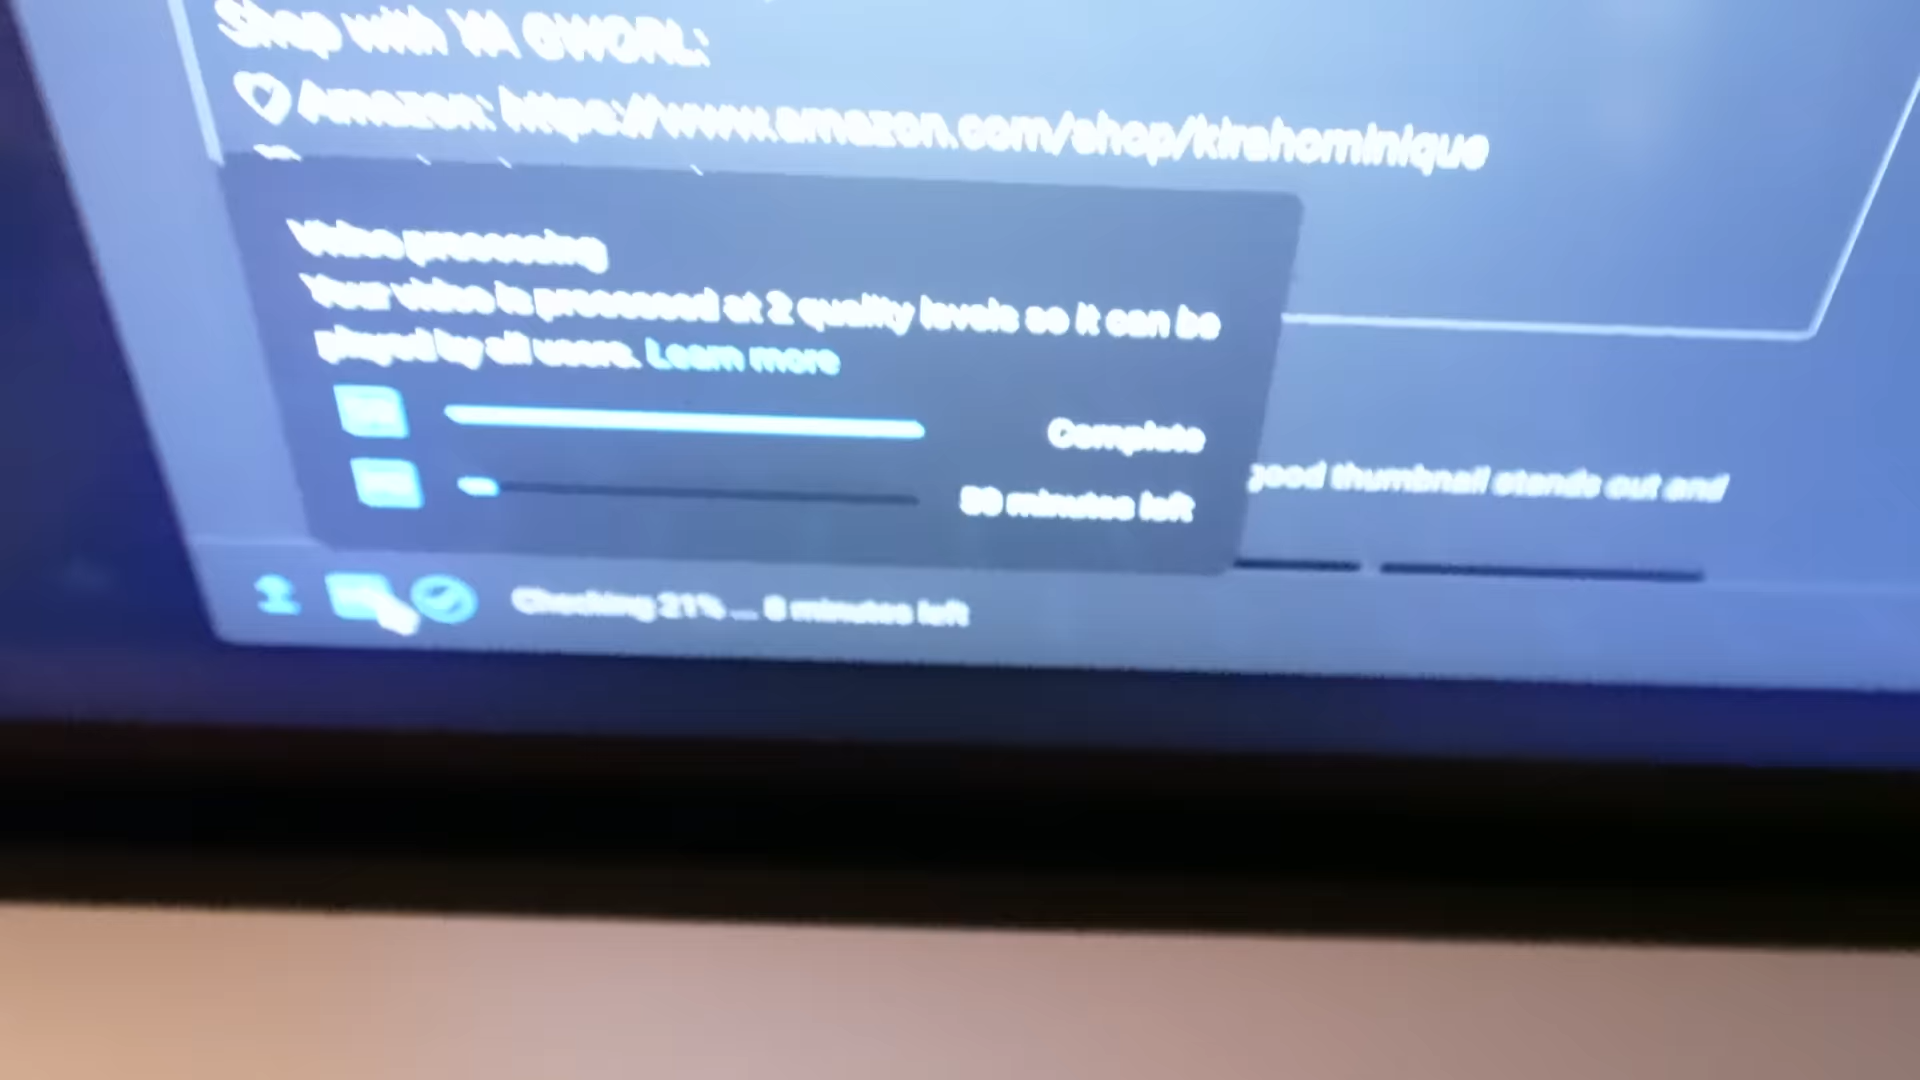 Shop with YA GWORL:
Amazon: https://www.amazon.com/shop/kirahominique
Video processing
Your video is processed at 2 quality levels so it can be
played by all users. Learn more
Complete
minutes left
good thumbnail stands out and
Checking 21% ... 8 minutes left